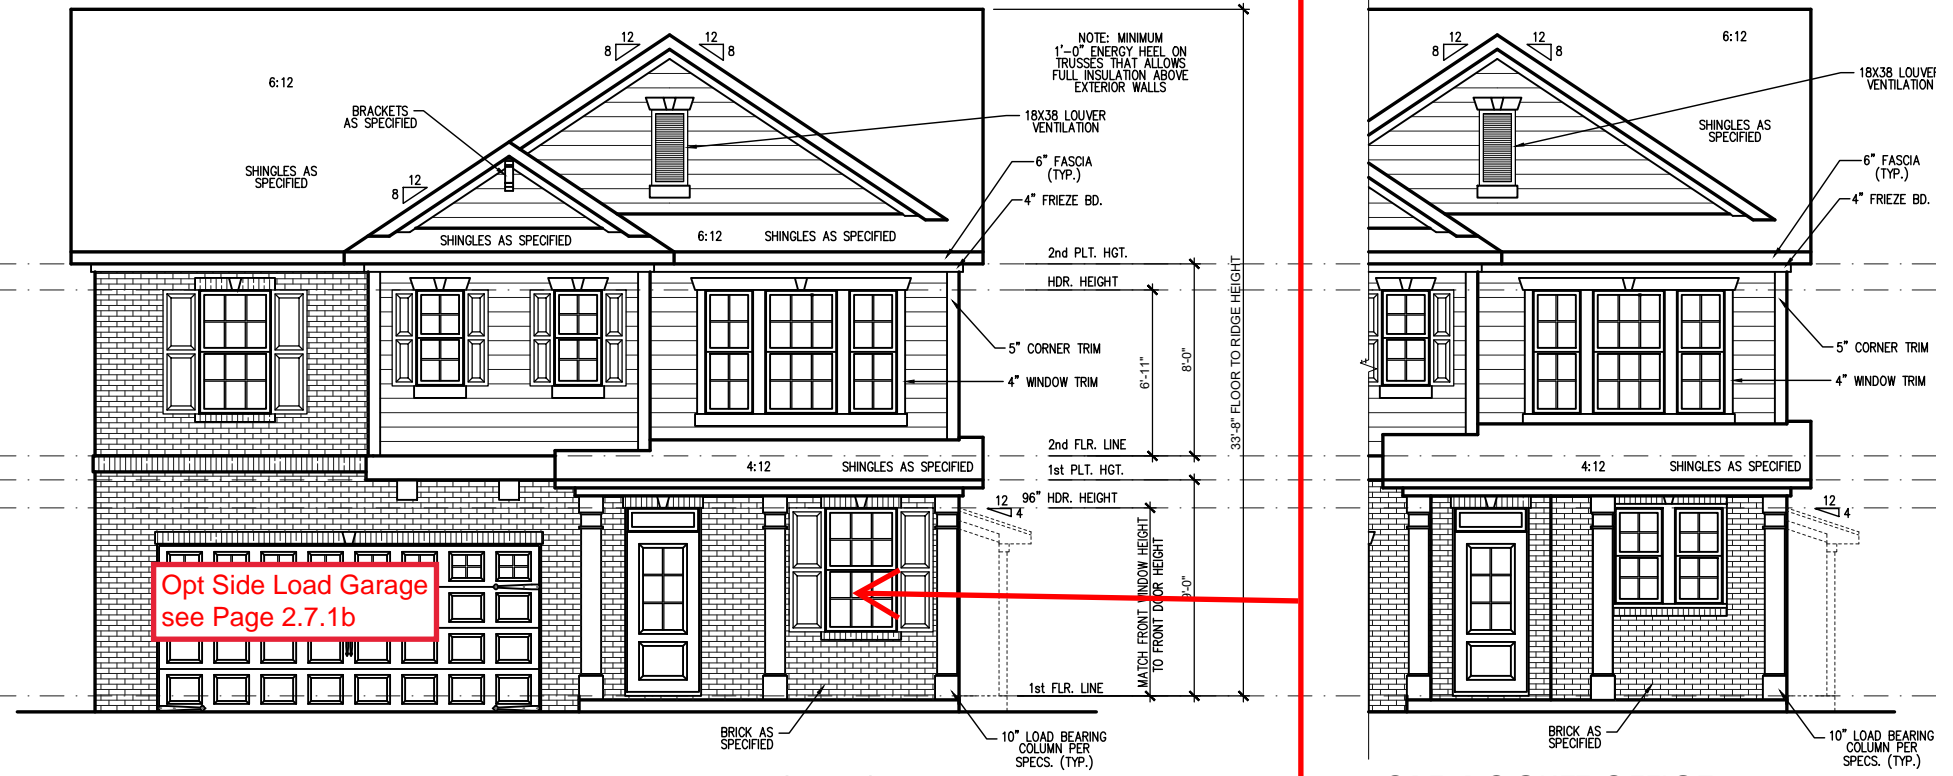 12
8
12
8
6:12
NOTE: MINIMUM
1'-0" ENERGY HEEL ON
TRUSSES THAT ALLOWS
FULL INSULATION ABOVE
EXTERIOR WALLS
BRACKETS
AS SPECIFIED
18X38 LOUVER
VENTILATION
SHINGLES AS
SPECIFIED
12
8
6" FASCIA
(TYP.)
4" FRIEZE BD.
SHINGLES AS SPECIFIED
6:12
SHINGLES AS SPECIFIED
2nd PLT. HGT.
HDR. HEIGHT
5" CORNER TRIM
4" WINDOW TRIM
6'-11"
8'-0"
33'-8" FLOOR TO RIDGE HEIGHT
2nd FLR. LINE
4:12
SHINGLES AS SPECIFIED
1st PLT. HGT.
96" HDR. HEIGHT
12
4
Opt Side Load Garage
see Page 2.7.1b
MATCH FRONT WINDOW HEIGHT
TO FRONT DOOR HEIGHT
9'-0"
1st FLR. LINE
BRICK AS
SPECIFIED
10" LOAD BEARING
COLUMN PER
SPECS. (TYP.)
12
8
12
8
6:12
18X38 LOUVER
VENTILATION
SHINGLES AS
SPECIFIED
6" FASCIA
(TYP.)
4" FRIEZE BD.
5" CORNER TRIM
4" WINDOW TRIM
4:12
SHINGLES AS SPECIFIED
12
4
BRICK AS
SPECIFIED
10" LOAD BEARING
COLUMN PER
SPECS. (TYP.)